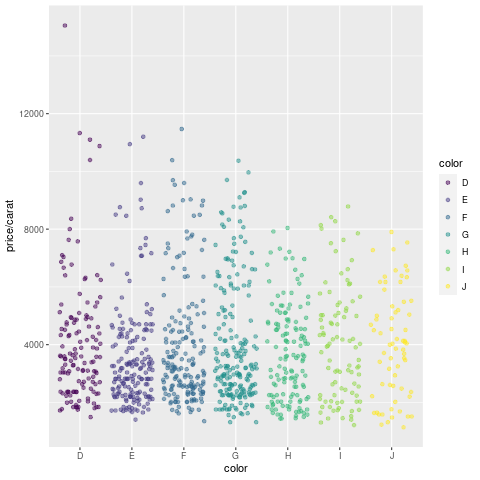 12000
8000
4000
price/carat
D E F G H I J
color
color
D
E
F
G
H
I
J